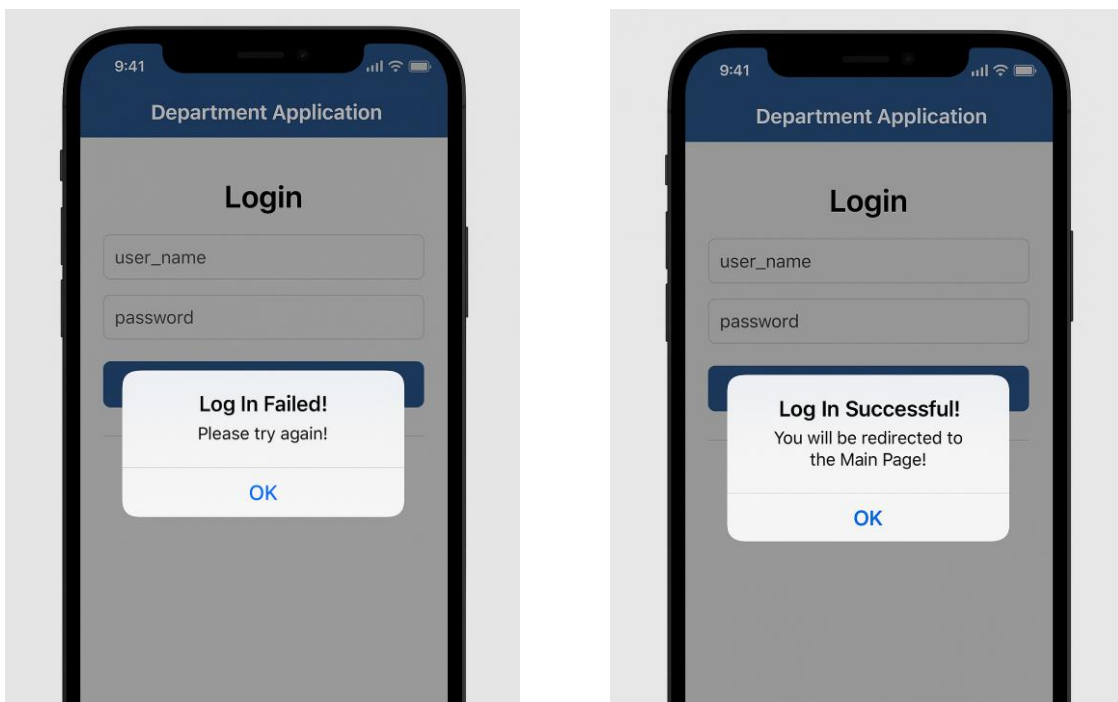 9:41
Department Application
Login
user_name
password
Log In Failed!
Please try again!
OK
9:41
Department Application
Login
user_name
password
Log In Successful!
You will be redirected to
the Main Page!
OK